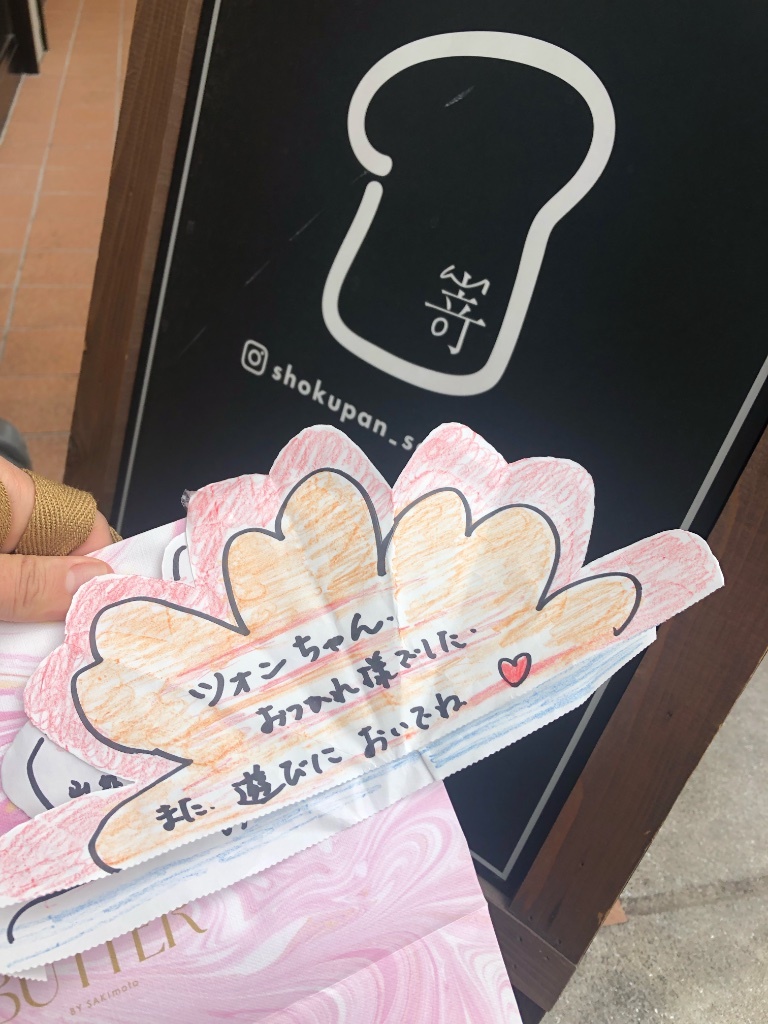 嵜
shokupan_s
ツォンちゃん.
おつかれ様でした.
また. 遊びに おいでね
BUTTER
BY SAKImoto